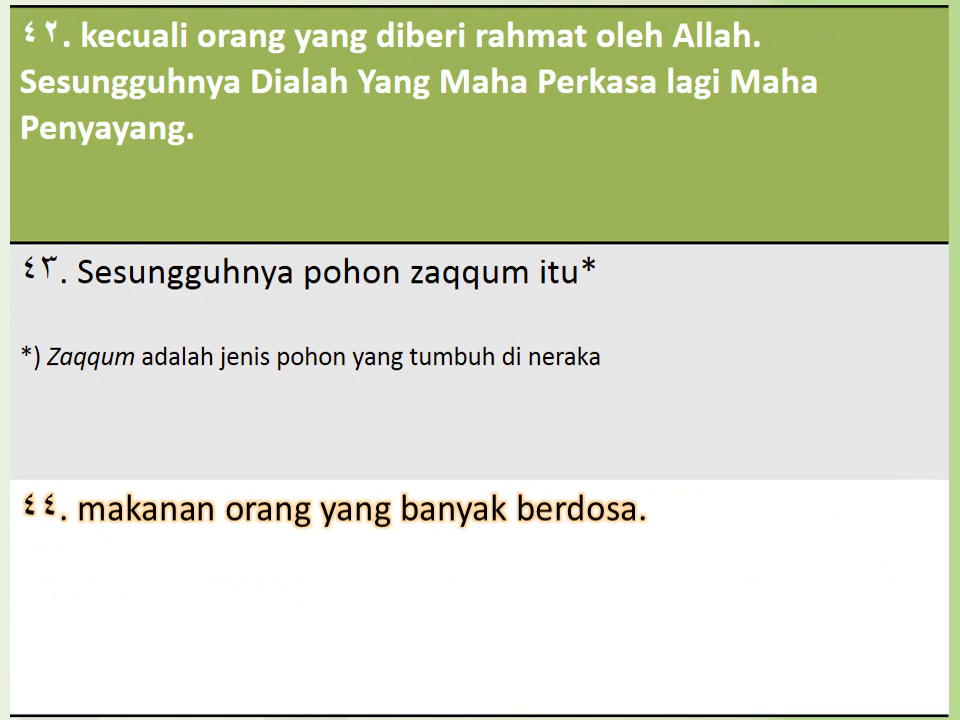 ٤٢. kecuali orang yang diberi rahmat oleh Allah.
Sesungguhnya Dialah Yang Maha Perkasa lagi Maha
Penyayang.
٤٣. Sesungguhnya pohon zaqqum itu*
*) Zaqqum adalah jenis pohon yang tumbuh di neraka
٤٤. makanan orang yang banyak berdosa.